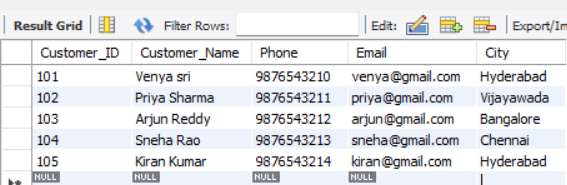 Result Grid Filter Rows: Edit: Export/Im
Customer_ID Customer_Name Phone Email City
101 Venya sri 9876543210 venya@gmail.com Hyderabad
102 Priya Sharma 9876543211 priya@gmail.com Vijayawada
103 Arjun Reddy 9876543212 arjun@gmail.com Bangalore
104 Sneha Rao 9876543213 sneha@gmail.com Chennai
105 Kiran Kumar 9876543214 kiran@gmail.com Hyderabad
NULL NULL NULL NULL